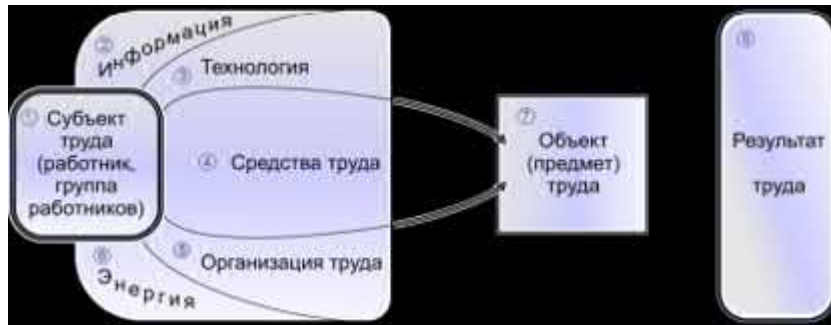 ① Субъект
труда
(работник,
группа
работников)
② Информация
③ Технология
④ Средства труда
⑤ Организация труда
⑥ Энергия
⑦
Объект
(предмет)
труда
⑧
Результат
труда